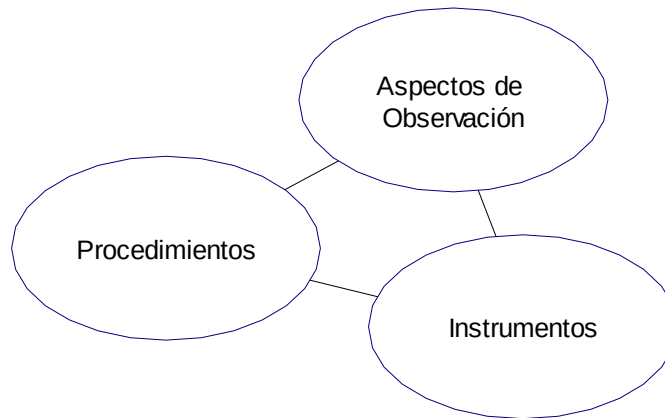 Aspectos de
Observación
Procedimientos
Instrumentos